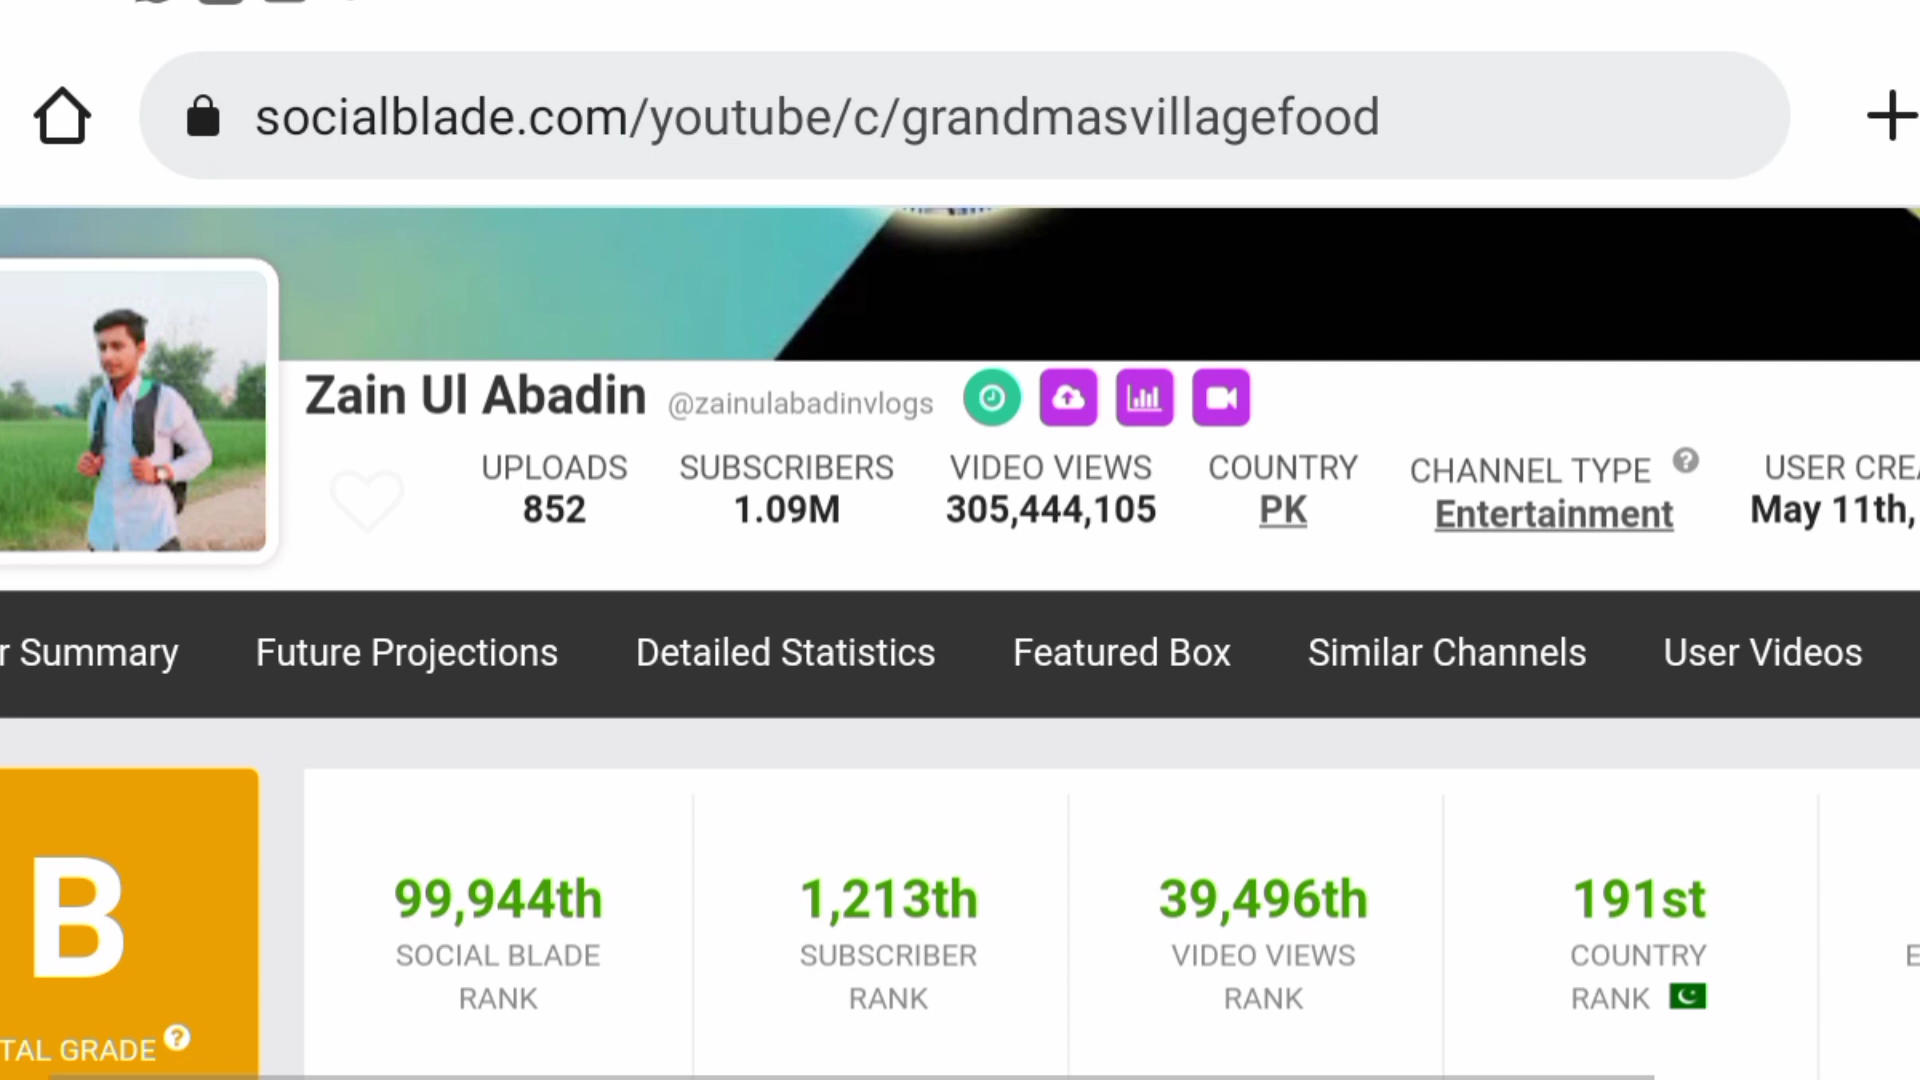 socialblade.com/youtube/c/grandmasvillagefood
Zain Ul Abadin @zainulabadinvlogs
UPLOADS SUBSCRIBERS VIDEO VIEWS COUNTRY CHANNEL TYPE ? USER CREA
852 1.09M 305,444,105 PK Entertainment May 11th,
r Summary Future Projections Detailed Statistics Featured Box Similar Channels User Videos
B
TAL GRADE ?
99,944th 1,213th 39,496th 191st
SOCIAL BLADE SUBSCRIBER VIDEO VIEWS COUNTRY E
RANK RANK RANK RANK